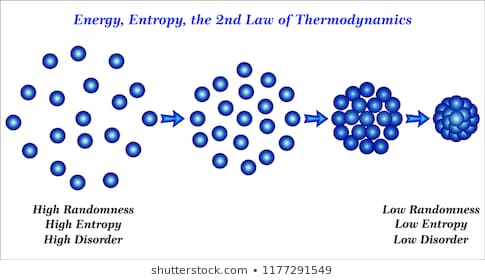 Energy, Entropy, the 2nd Law of Thermodynamics
High Randomness
High Entropy
High Disorder
Low Randomness
Low Entropy
Low Disorder
shutterstock • 1177291549